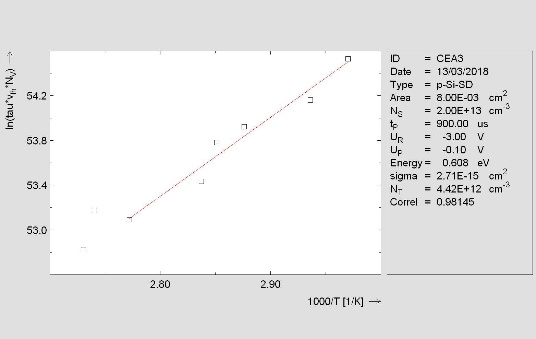 ln(tau*v_th*N_V) →
54.2
53.8
53.4
53.0
2.80 2.90
1000/T [1/K] →
ID = CEA3
Date = 13/03/2018
Type = p-Si-SD
Area = 8.00E-03 cm²
N_S = 2.00E+13 cm⁻³
t_P = 900.00 us
U_R = -3.00 V
U_P = -0.10 V
Energy = 0.608 eV
sigma = 2.71E-15 cm²
N_T = 4.42E+12 cm⁻³
Correl = 0.98145